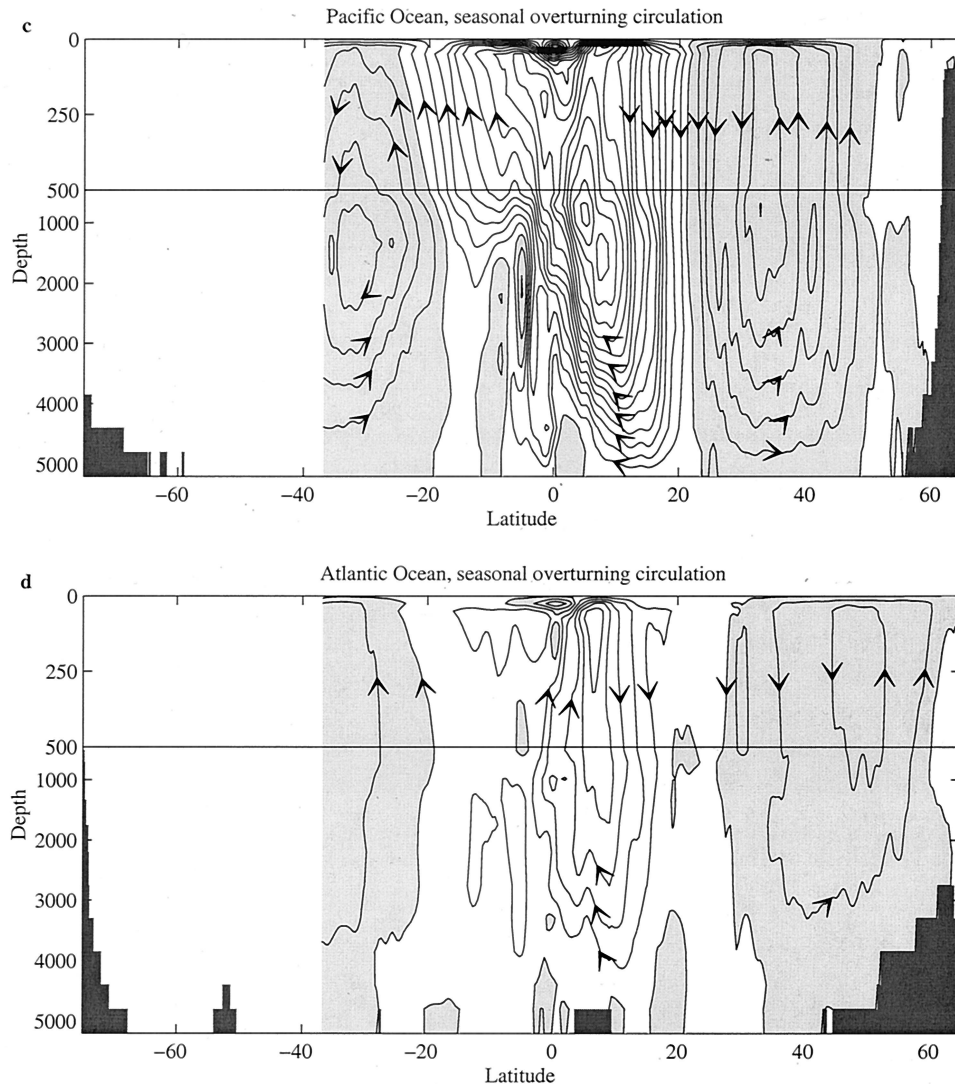 c
Pacific Ocean, seasonal overturning circulation
0
250
500
1000
2000
3000
4000
5000
Depth
−60 −40 −20 0 20 40 60
Latitude
d
Atlantic Ocean, seasonal overturning circulation
0
250
500
1000
2000
3000
4000
5000
Depth
−60 −40 −20 0 20 40 60
Latitude